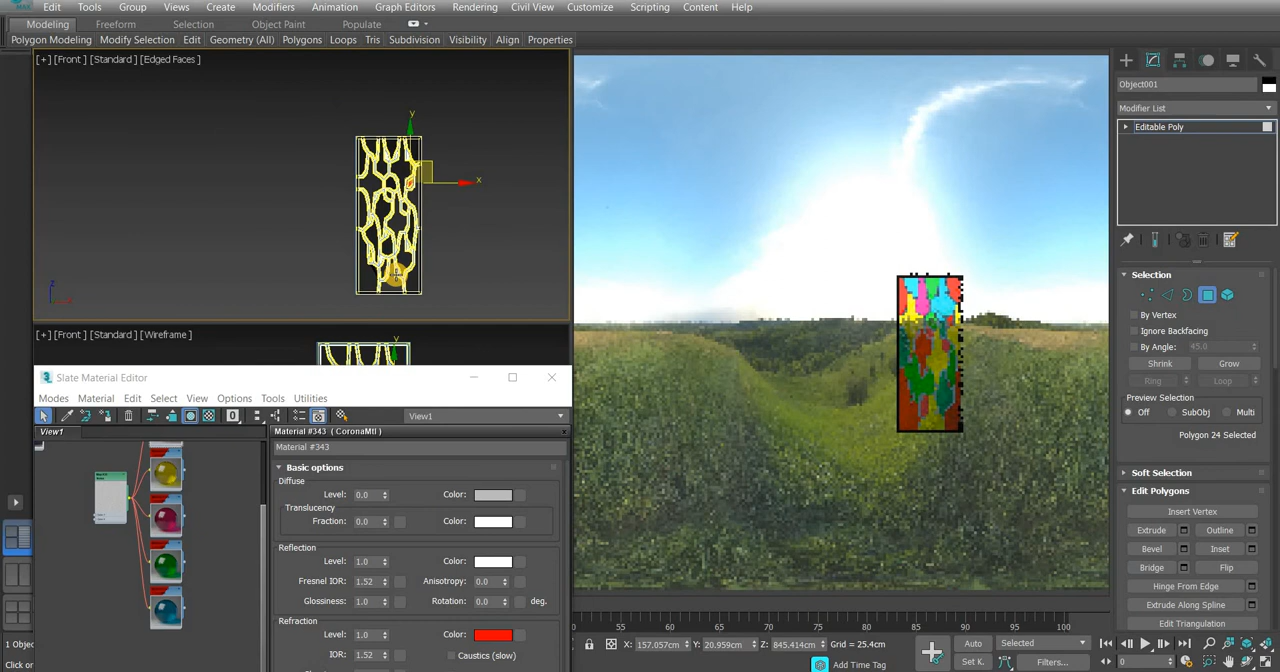 Edit Tools Group Views Create Modifiers Animation Graph Editors Rendering Civil View Customize Scripting Content Help
Modeling Freeform Selection Object Paint Populate
Polygon Modeling Modify Selection Edit Geometry (All) Polygons Loops Tris Subdivision Visibility Align Properties
[+] [Front ] [Standard ] [Edged Faces ]
y
x
z
[+] [Front ] [Standard ] [Wireframe ]
y
Slate Material Editor
Modes Material Edit Select View Options Tools Utilities
0 View1
View1
Material #343 ( CoronaMtl )
Material #343
Basic options
Diffuse
Level: 0.0 Color:
Translucency
Fraction: 0.0 Color:
Reflection
Level: 1.0 Color:
Fresnel IOR: 1.52 Anisotropy: 0.0
Glossiness: 1.0 Rotation: 0.0 deg.
Refraction
Level: 1.0 Color:
IOR: 1.52 Caustics (slow)
Object001
Modifier List
Editable Poly
Selection
By Vertex
Ignore Backfacing
By Angle: 45.0
Shrink Grow
Ring Loop
Preview Selection
Off SubObj Multi
Polygon 24 Selected
Soft Selection
Edit Polygons
Insert Vertex
Extrude Outline
Bevel Inset
Bridge Flip
Hinge From Edge
Extrude Along Spline
Edit Triangulation
55 60 65 70 75 80 85 90 95 100
1 Objec X: 157.057cm Y: 20.959cm Z: 845.414cm Grid = 25.4cm Auto Selected
Click or Add Time Tag Set K. Filters... 0